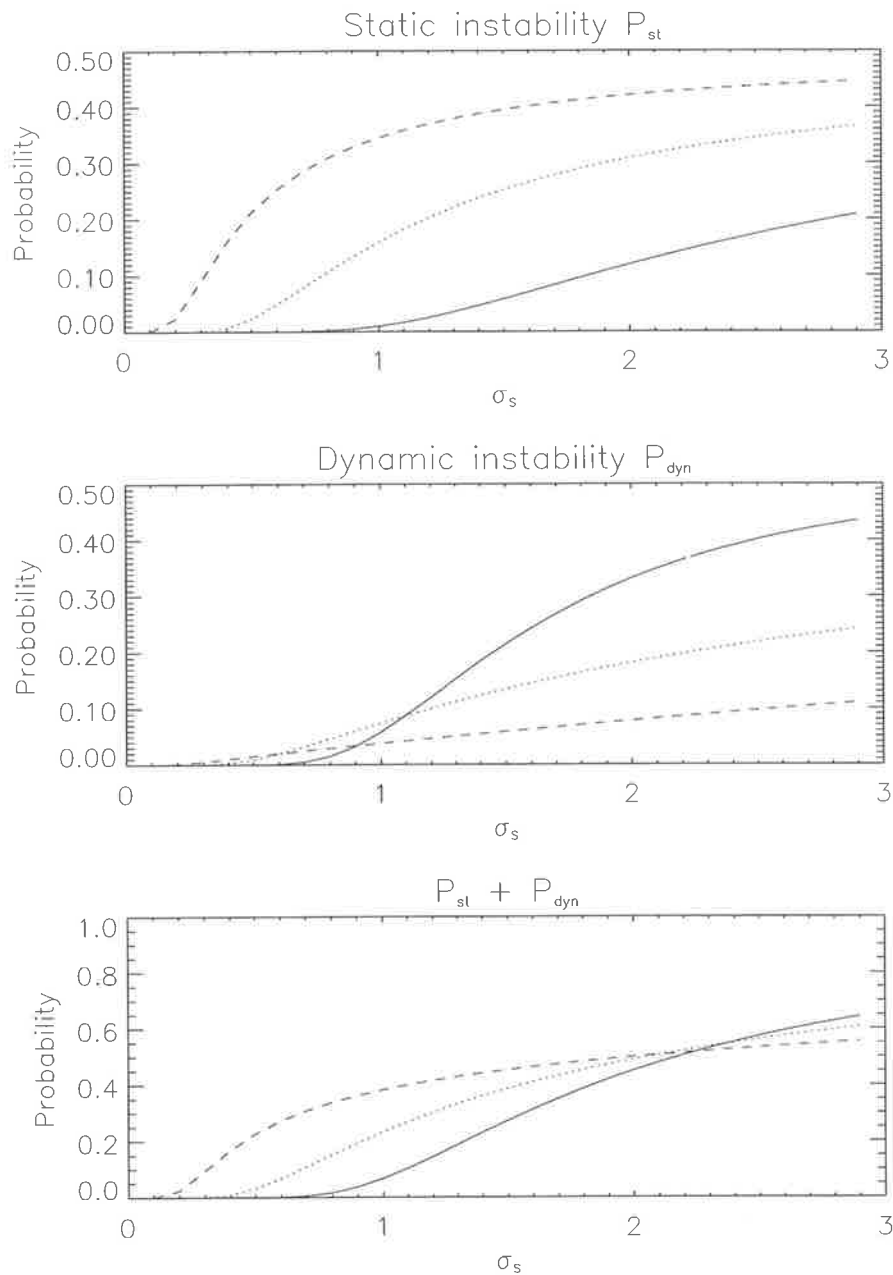 Static instability P_st
0.50
0.40
0.30
0.20
0.10
0.00
Probability
0 1 2 3
σ_s
Dynamic instability P_dyn
0.50
0.40
0.30
0.20
0.10
0.00
Probability
0 1 2 3
σ_s
P_st + P_dyn
1.0
0.8
0.6
0.4
0.2
0.0
Probability
0 1 2 3
σ_s